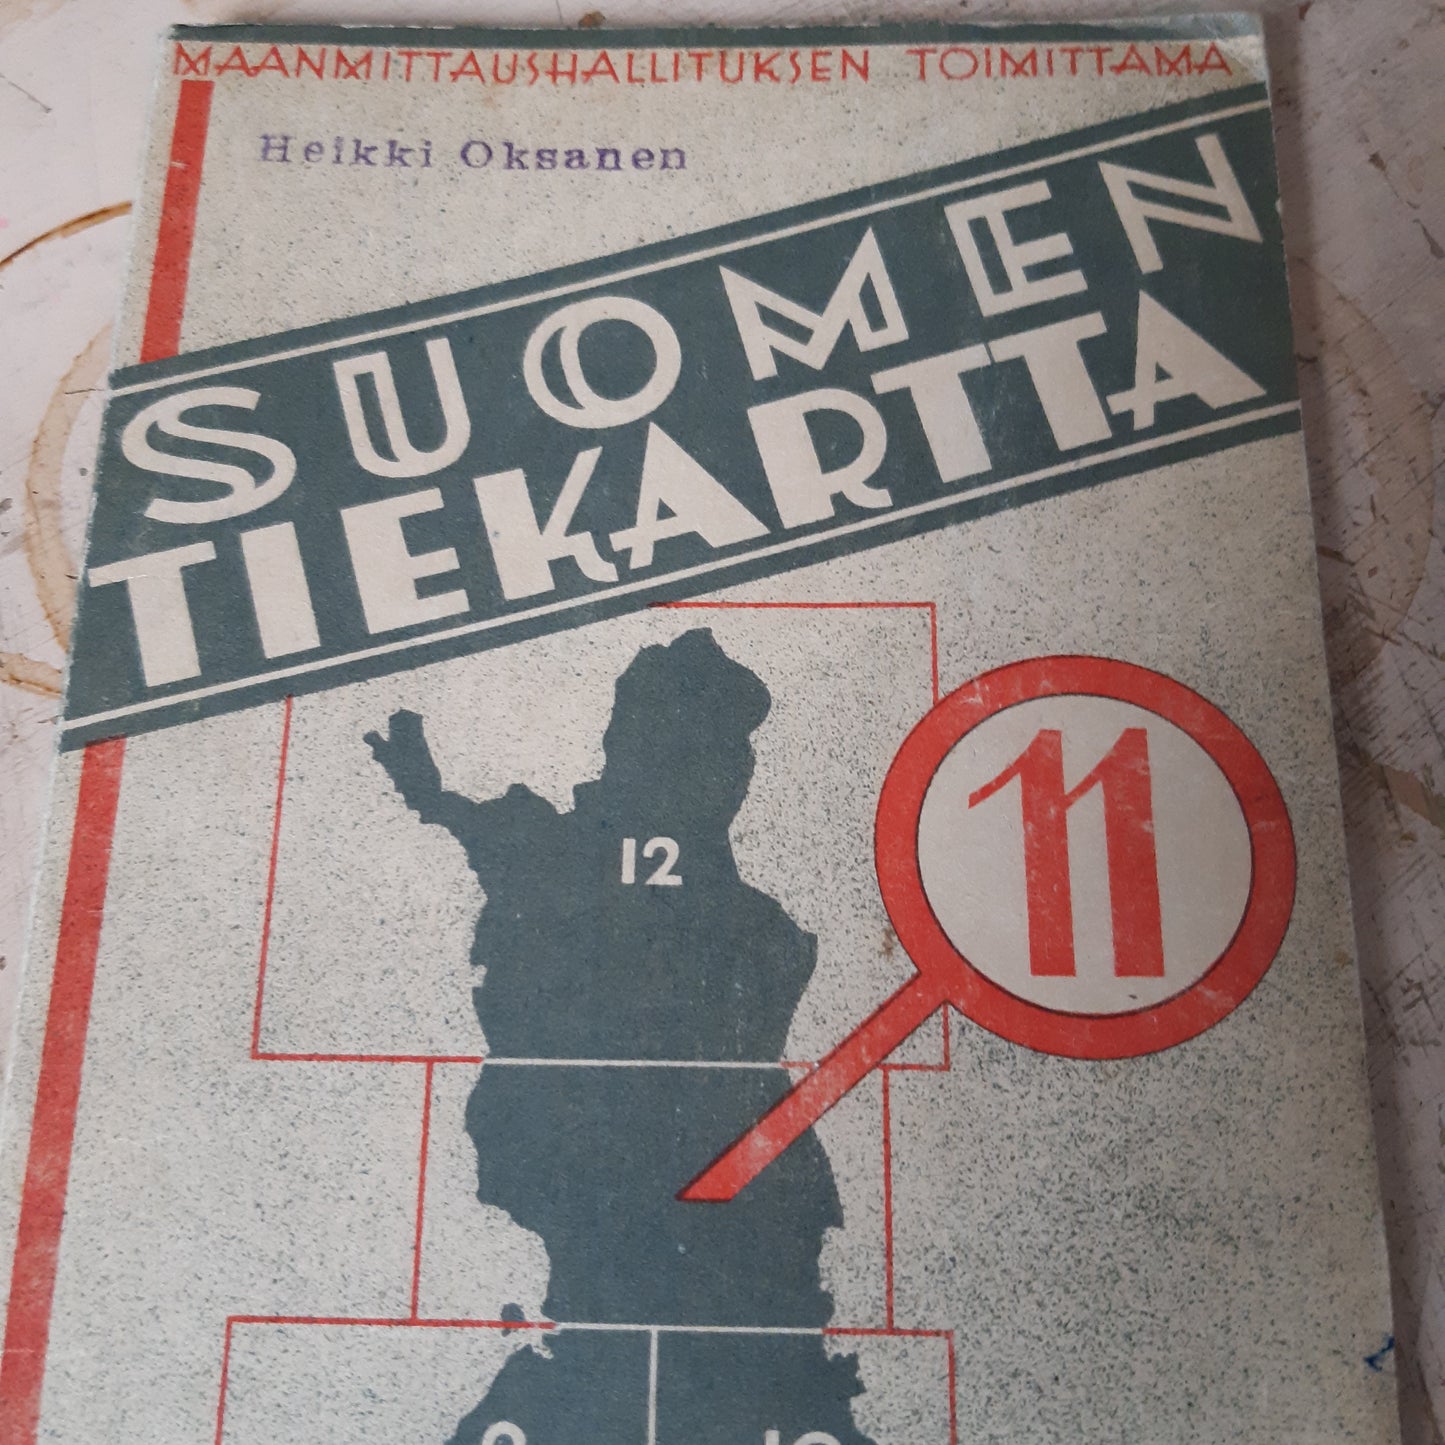 MAANMITTAUSHALLITUKSEN TOIMITTAMA
Heikki Oksanen
SUOMEN
TIEKARTTA
11
12